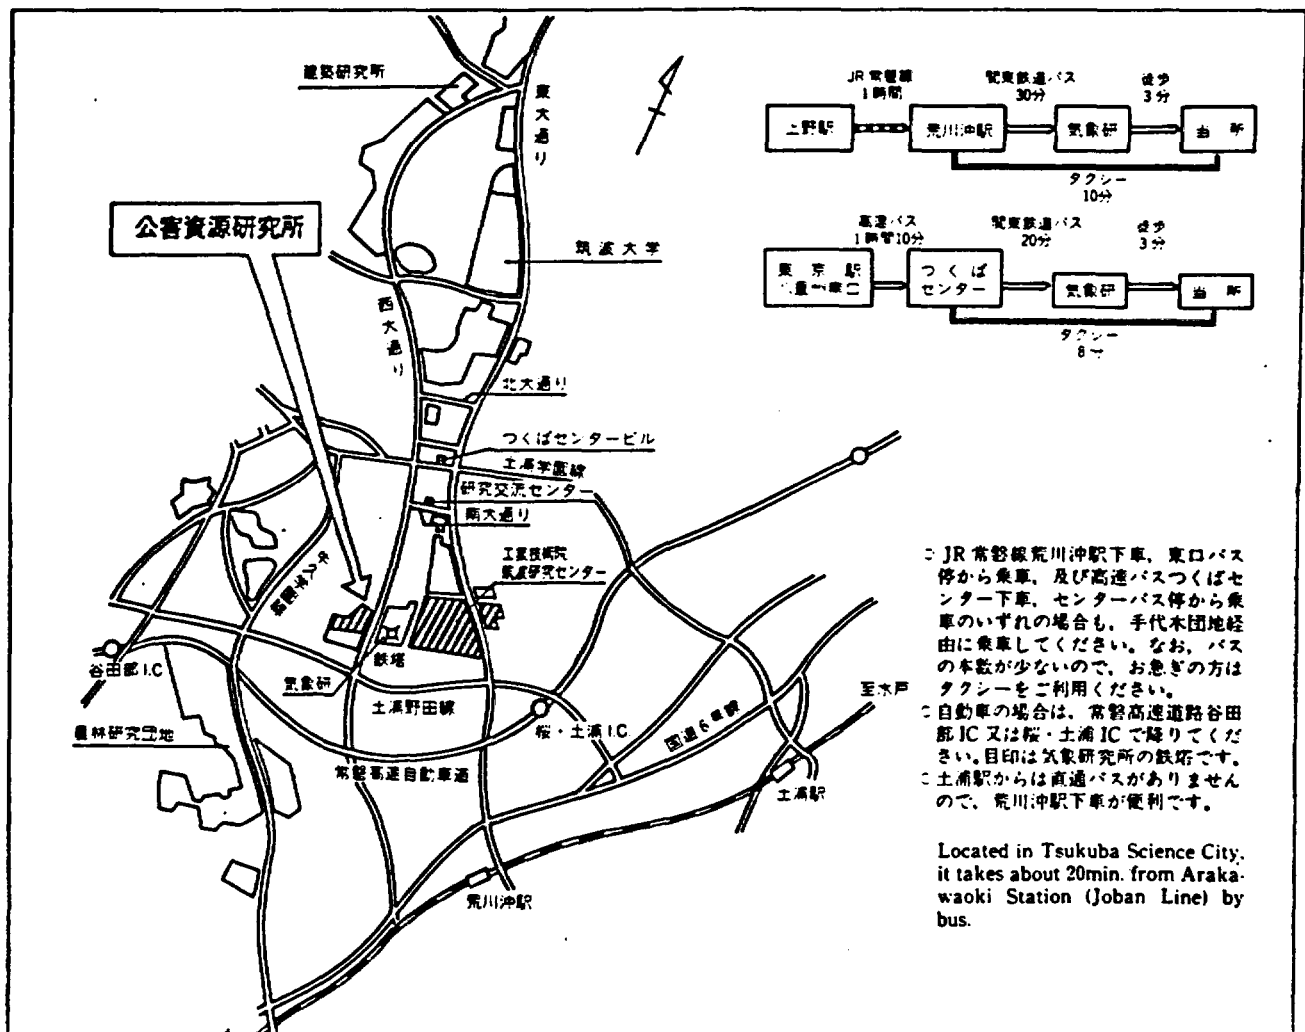 建築研究所
東大通り
公害資源研究所
筑波大学
西大通り
北大通り
つくばセンタービル
土浦学園線
研究交流センター
南大通り
工業技術院
筑波研究センター
牛久学園線
鉄塔
谷田部I.C
気象研
土浦野田線
農林研究団地
桜・土浦I.C.
国道6号線
至水戸
常磐高速自動車道
土浦駅
荒川沖駅
JR常磐線
1時間
関東鉄道バス
30分
徒歩
3分
上野駅
荒川沖駅
気象研
当所
タクシー
10分
高速バス
1時間10分
関東鉄道バス
20分
徒歩
3分
東京駅
つくば
センター
気象研
当所
タクシー
8分
JR常磐線荒川沖駅下車，東口バス
停から乗車，及び高速バスつくばセ
ンター下車，センターバス停から乗
車のいずれの場合も，手代木団地経
由に乗車してください。なお，バス
の本数が少ないので，お急ぎの方は
タクシーをご利用ください。
自動車の場合は，常磐高速道路谷田
部IC又は桜・土浦ICで降りてくだ
さい。目印は気象研究所の鉄塔です。
土浦駅からは直通バスがありません
ので，荒川沖駅下車が便利です。
Located in Tsukuba Science City,
it takes about 20min. from Araka-
waoki Station (Joban Line) by
bus.